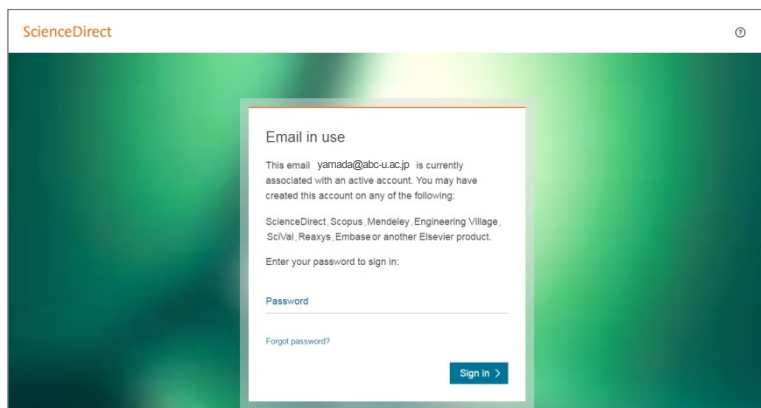 ScienceDirect
Email in use
This email yamada@abc-u.ac.jp is currently
associated with an active account. You may have
created this account on any of the following:
ScienceDirect, Scopus, Mendeley, Engineering Village,
SciVal, Reaxys, Embase or another Elsevier product.
Enter your password to sign in:
Password
Forgot password?
Sign in >